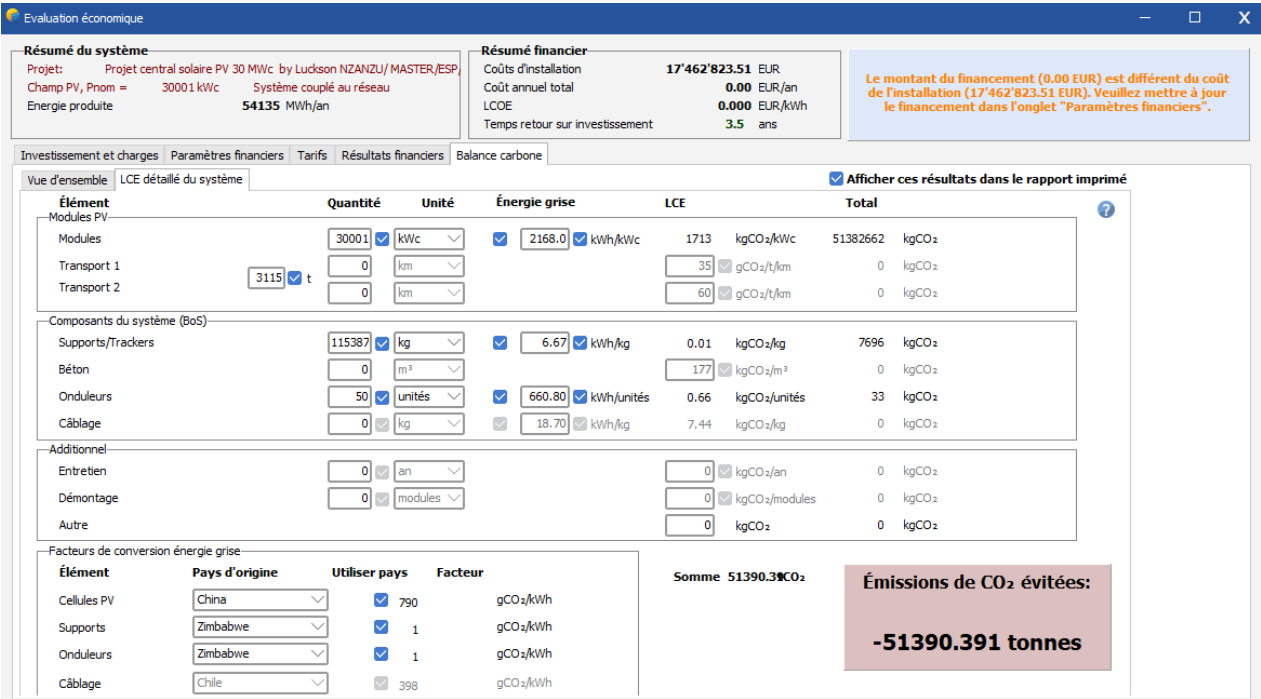 Evaluation économique
Résumé du système
Projet: Projet central solaire PV 30 MWc by Luckson NZANZU/ MASTER/ESP,
Champ PV, Pnom = 30001 kWc Système couplé au réseau
Energie produite 54135 MWh/an
Résumé financier
Coûts d'installation 17'462'823.51 EUR
Coût annuel total 0.00 EUR/an
LCOE 0.000 EUR/kWh
Temps retour sur investissement 3.5 ans
Le montant du financement (0.00 EUR) est différent du coût
de l'installation (17'462'823.51 EUR). Veuillez mettre à jour
le financement dans l'onglet "Paramètres financiers".
Investissement et charges Paramètres financiers Tarifs Résultats financiers Balance carbone
Vue d'ensemble LCE détaillé du système Afficher ces résultats dans le rapport imprimé
Élément Quantité Unité Énergie grise LCE Total
Modules PV
Modules 30001 kWc 2168.0 kWh/kWc 1713 kgCO₂/kWc 51382662 kgCO₂
Transport 1 0 km 35 gCO₂/t/km 0 kgCO₂
3115 t
Transport 2 0 km 60 gCO₂/t/km 0 kgCO₂
Composants du système (BoS)
Supports/Trackers 115387 kg 6.67 kWh/kg 0.01 kgCO₂/kg 7696 kgCO₂
Béton 0 m³ 177 kgCO₂/m³ 0 kgCO₂
Onduleurs 50 unités 660.80 kWh/unités 0.66 kgCO₂/unités 33 kgCO₂
Câblage 0 kg 18.70 kWh/kg 7.44 kgCO₂/kg 0 kgCO₂
Additionnel
Entretien 0 an 0 kgCO₂/an 0 kgCO₂
Démontage 0 modules 0 kgCO₂/modules 0 kgCO₂
Autre 0 kgCO₂ 0 kgCO₂
Facteurs de conversion énergie grise
Élément Pays d'origine Utiliser pays Facteur
Cellules PV China 790 gCO₂/kWh
Supports Zimbabwe 1 gCO₂/kWh
Onduleurs Zimbabwe 1 gCO₂/kWh
Câblage Chile 398 gCO₂/kWh
Somme 51390.39
Émissions de CO₂ évitées:
-51390.391 tonnes